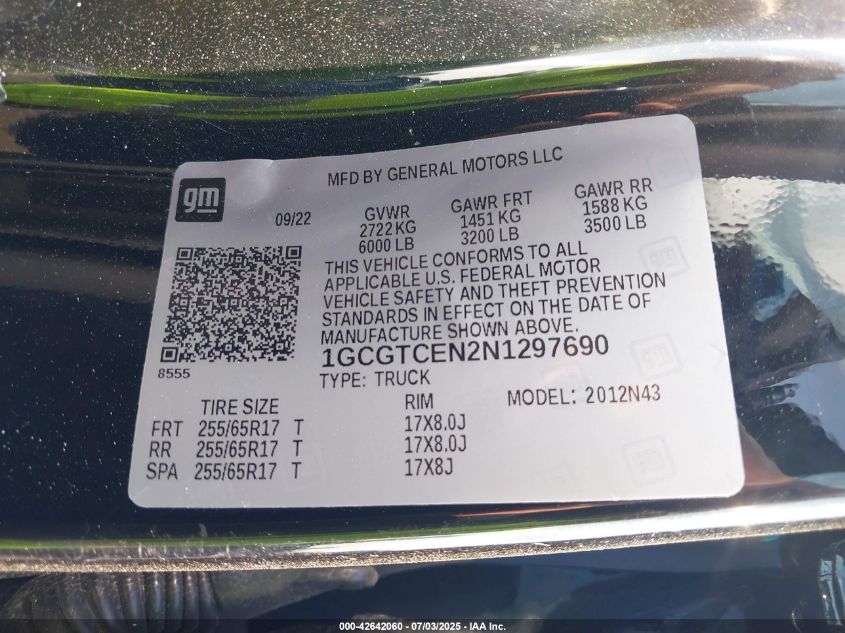 MFD BY GENERAL MOTORS LLC
gm
09/22
GVWR GAWR FRT GAWR RR
2722 KG 1451 KG 1588 KG
6000 LB 3200 LB 3500 LB
THIS VEHICLE CONFORMS TO ALL
APPLICABLE U.S. FEDERAL MOTOR
VEHICLE SAFETY AND THEFT PREVENTION
STANDARDS IN EFFECT ON THE DATE OF
MANUFACTURE SHOWN ABOVE.
8555
1GCGTCEN2N1297690
TYPE: TRUCK MODEL: 2012N43
TIRE SIZE RIM
FRT 255/65R17 T 17X8.0J
RR 255/65R17 T 17X8.0J
SPA 255/65R17 T 17X8J
000-42642060 - 07/03/2025 - IAA Inc.